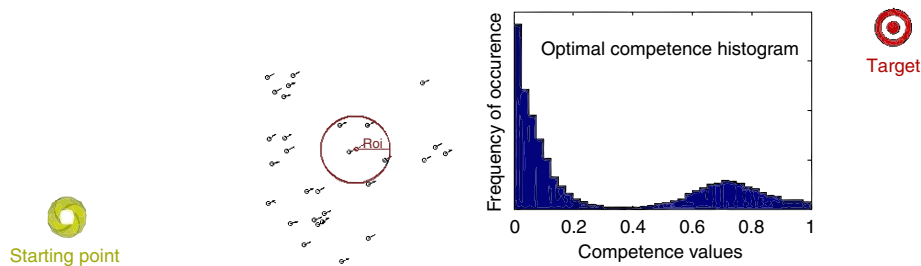 Optimal competence histogram
Frequency of occurence
0
0.2
0.4
0.6
0.8
1
Competence values
Target
Roi
Starting point